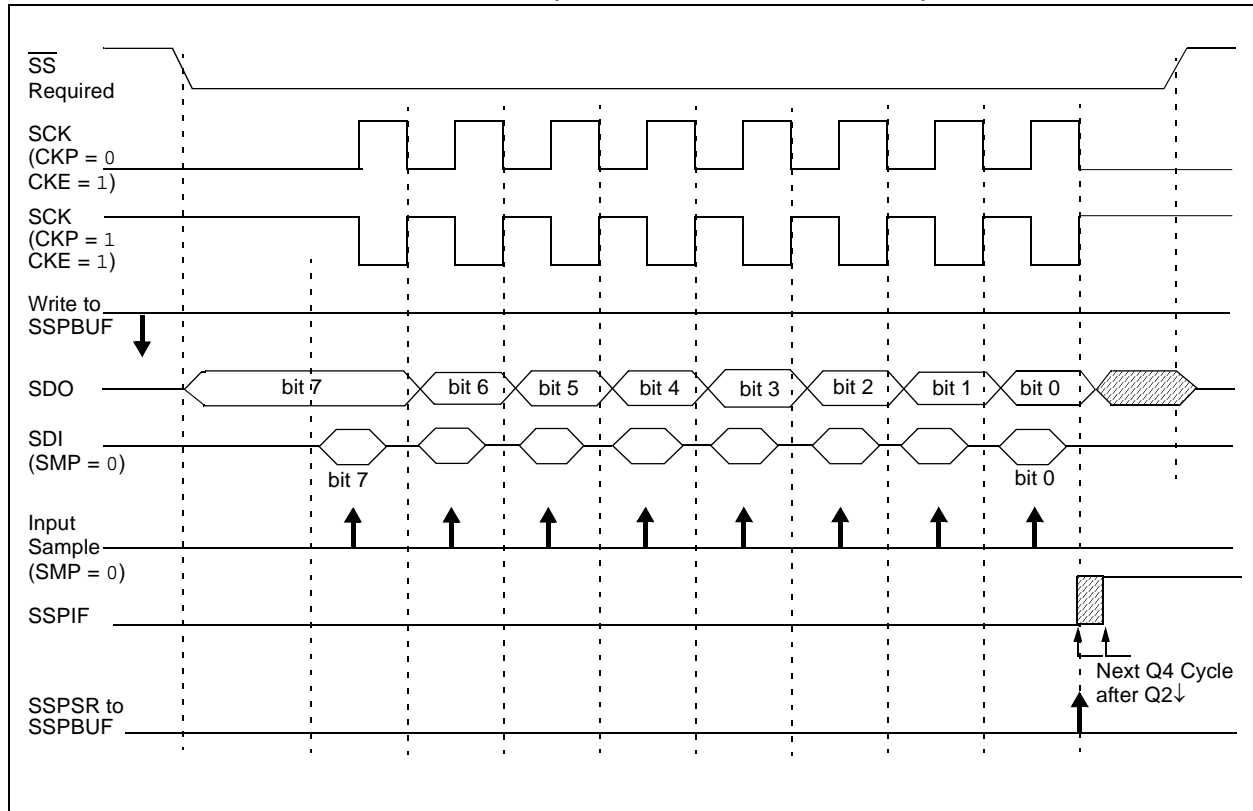 SS
Required
SCK
(CKP = 0
CKE = 1)
SCK
(CKP = 1
CKE = 1)
Write to
SSPBUF
SDO
bit 7
bit 6
bit 5
bit 4
bit 3
bit 2
bit 1
bit 0
SDI
(SMP = 0)
bit 7
bit 0
Input
Sample
(SMP = 0)
SSPIF
Next Q4 Cycle
after Q2↓
SSPSR to
SSPBUF